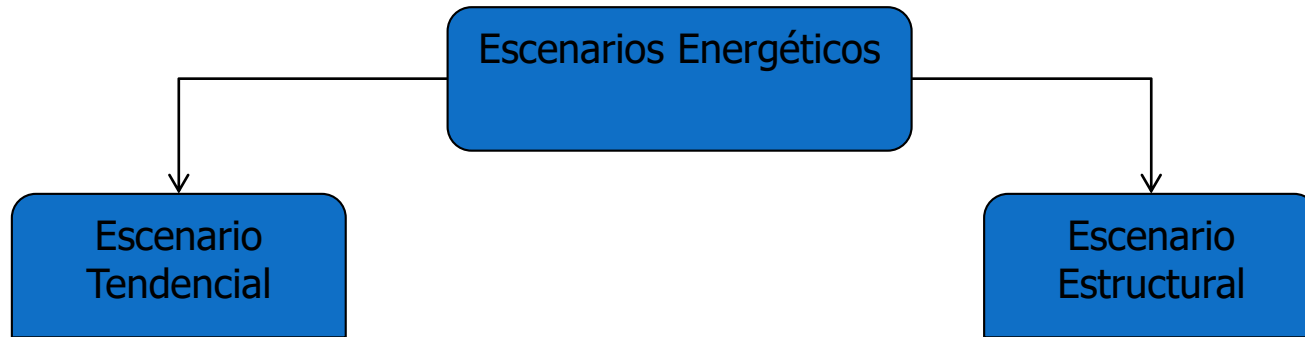 Escenarios Energéticos
Escenario
Tendencial
Escenario
Estructural